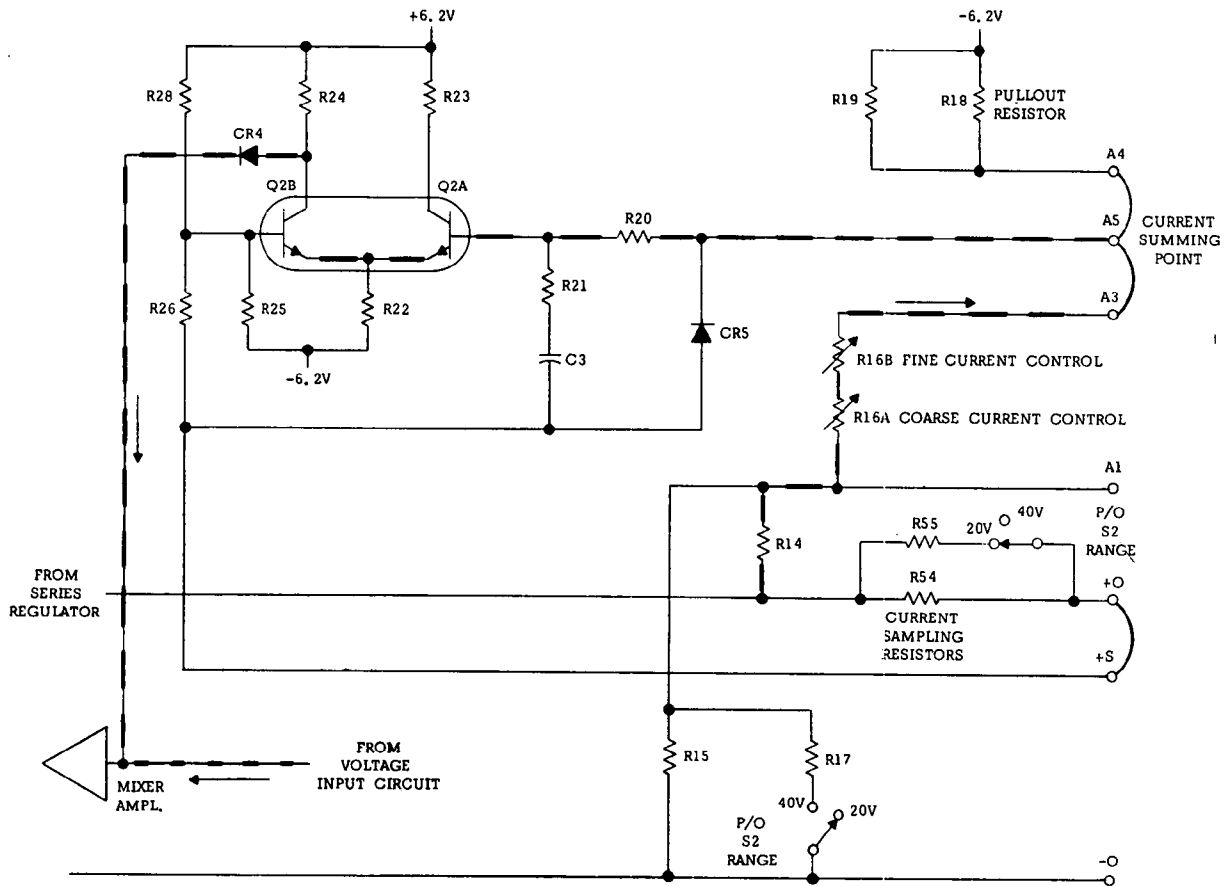 +6.2V
-6.2V
R28
R24
R23
R19
R18
PULLOUT
RESISTOR
CR4
A4
Q2B
Q2A
R20
A5
CURRENT
SUMMING
POINT
R26
R25
R22
R21
A3
CR5
C3
-6.2V
R16B FINE CURRENT CONTROL
R16A COARSE CURRENT CONTROL
A1
R14
R55
20V
40V
P/O
S2
RANGE
FROM
SERIES
REGULATOR
R54
+O
CURRENT
SAMPLING
RESISTORS
+S
R15
R17
FROM
VOLTAGE
INPUT CIRCUIT
MIXER
AMPL.
40V
20V
P/O
S2
RANGE
-O